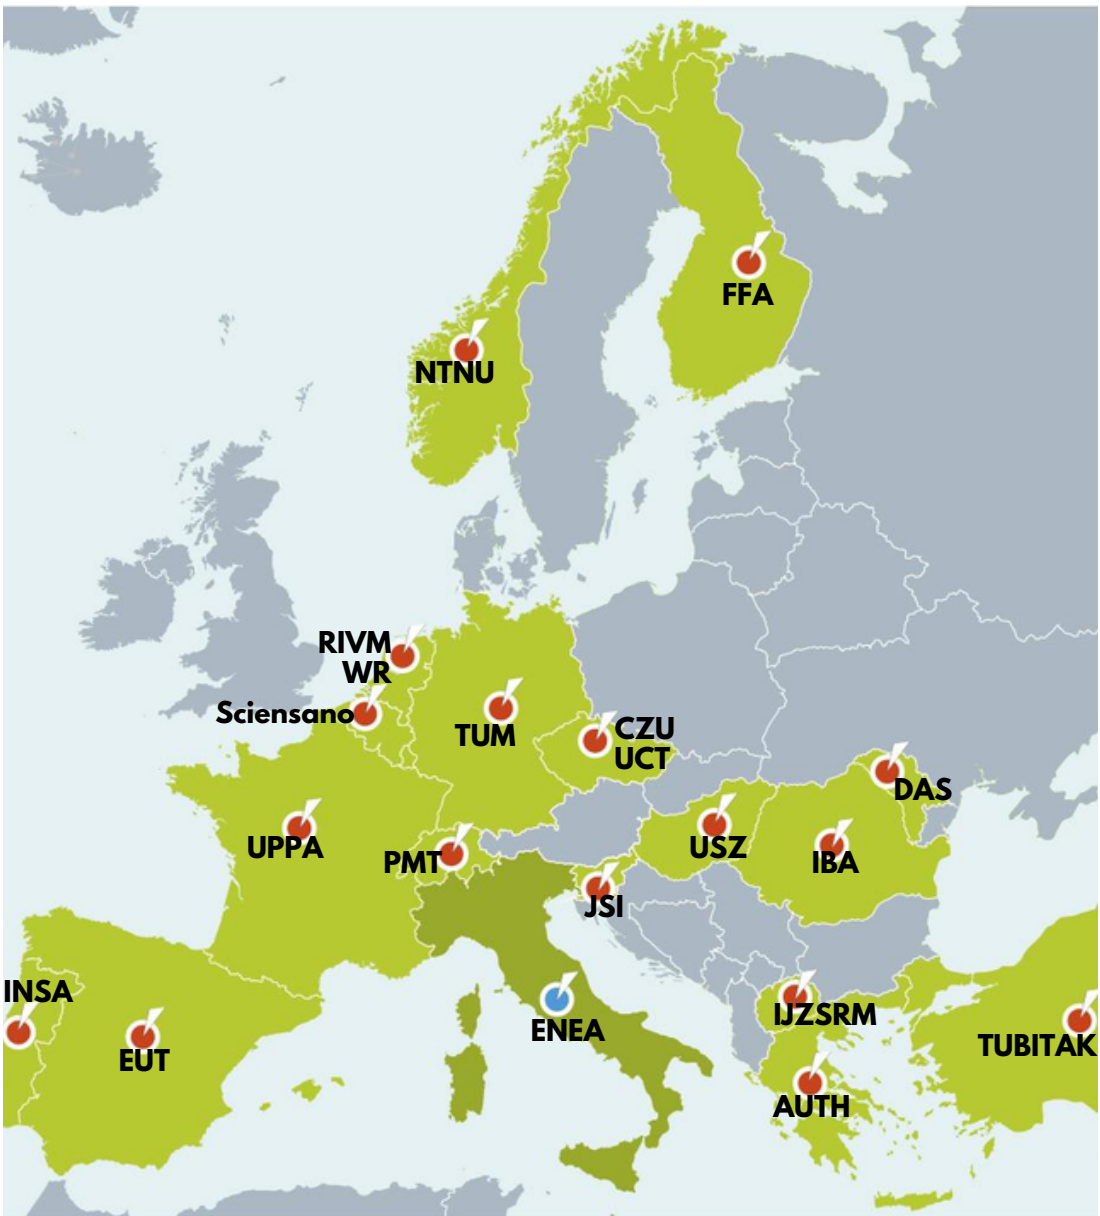 FFA
NTNU
RIVM
WR
Sciensano
TUM
CZU
UCT
DAS
UPPA
PMT
USZ
IBA
JSI
INSA
EUT
ENEA
IJZSRM
TUBITAK
AUTH